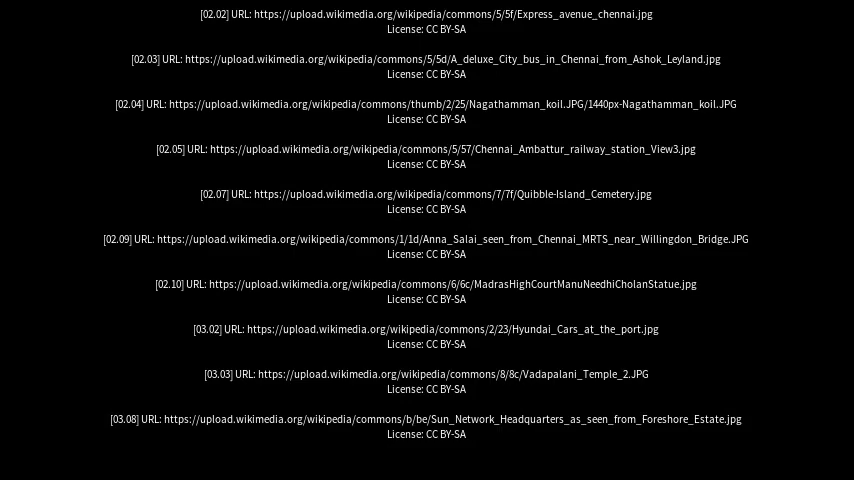 [02.02] URL: https://upload.wikimedia.org/wikipedia/commons/5/5f/Express_avenue_chennai.jpg
License: CC BY-SA
[02.03] URL: https://upload.wikimedia.org/wikipedia/commons/5/5d/A_deluxe_City_bus_in_Chennai_from_Ashok_Leyland.jpg
License: CC BY-SA
[02.04] URL: https://upload.wikimedia.org/wikipedia/commons/thumb/2/25/Nagathamman_koil.JPG/1440px-Nagathamman_koil.JPG
License: CC BY-SA
[02.05] URL: https://upload.wikimedia.org/wikipedia/commons/5/57/Chennai_Ambattur_railway_station_View3.jpg
License: CC BY-SA
[02.07] URL: https://upload.wikimedia.org/wikipedia/commons/7/7f/Quibble-Island_Cemetery.jpg
License: CC BY-SA
[02.09] URL: https://upload.wikimedia.org/wikipedia/commons/1/1d/Anna_Salai_seen_from_Chennai_MRTS_near_Willingdon_Bridge.JPG
License: CC BY-SA
[02.10] URL: https://upload.wikimedia.org/wikipedia/commons/6/6c/MadrasHighCourtManuNeedhiCholanStatue.jpg
License: CC BY-SA
[03.02] URL: https://upload.wikimedia.org/wikipedia/commons/2/23/Hyundai_Cars_at_the_port.jpg
License: CC BY-SA
[03.03] URL: https://upload.wikimedia.org/wikipedia/commons/8/8c/Vadapalani_Temple_2.JPG
License: CC BY-SA
[03.08] URL: https://upload.wikimedia.org/wikipedia/commons/b/be/Sun_Network_Headquarters_as_seen_from_Foreshore_Estate.jpg
License: CC BY-SA